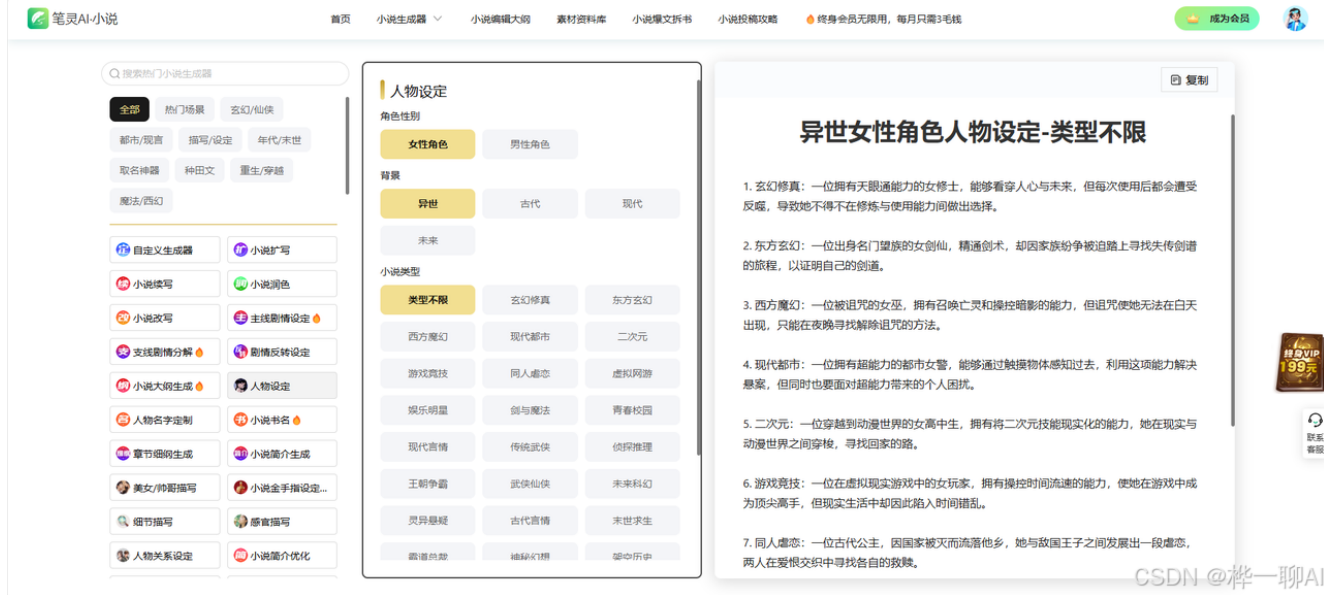 笔灵AI·小说
首页
小说生成器
小说编辑大纲
素材资料库
小说爆文拆书
小说投稿攻略
终身会员无限用，每月只需3毛钱
成为会员
搜索热门小说生成器
全部
热门场景
玄幻/仙侠
都市/现言
描写/设定
年代/末世
取名神器
种田文
重生/穿越
魔法/西幻
自定义生成器
小说扩写
小说续写
小说润色
小说改写
主线剧情设定
支线剧情分解
剧情反转设定
小说大纲生成
人物设定
人物名字定制
小说书名
章节细纲生成
小说简介生成
美女/帅哥描写
小说金手指设定...
细节描写
感官描写
人物关系设定
小说简介优化
人物设定
角色性别
女性角色
男性角色
背景
异世
古代
现代
未来
小说类型
类型不限
玄幻修真
东方玄幻
西方魔幻
现代都市
二次元
游戏竞技
同人虐恋
虚拟网游
娱乐明星
剑与魔法
青春校园
现代言情
传统武侠
侦探推理
王朝争霸
武侠仙侠
未来科幻
灵异悬疑
古代言情
末世求生
霸道总裁
神秘幻想
架空历史
复制
异世女性角色人物设定-类型不限
1. 玄幻修真：一位拥有天眼通能力的女修士，能够看穿人心与未来，但每次使用后都会遭受
反噬，导致她不得不在修炼与使用能力间做出选择。
2. 东方玄幻：一位出身名门望族的女剑仙，精通剑术，却因家族纷争被迫踏上寻找失传剑谱
的旅程，以证明自己的剑道。
3. 西方魔幻：一位被诅咒的女巫，拥有召唤亡灵和操控暗影的能力，但诅咒使她无法在白天
出现，只能在夜晚寻找解除诅咒的方法。
4. 现代都市：一位拥有超能力的都市女警，能够通过触摸物体感知过去，利用这项能力解决
悬案，但同时也要面对超能力带来的个人困扰。
5. 二次元：一位穿越到动漫世界的女高中生，拥有将二次元技能现实化的能力，她在现实与
动漫世界之间穿梭，寻找回家的路。
6. 游戏竞技：一位在虚拟现实游戏中的女玩家，拥有操控时间流速的能力，使她在游戏中成
为顶尖高手，但现实生活中却因此陷入时间错乱。
7. 同人虐恋：一位古代公主，因国家被灭而流落他乡，她与敌国王子之间发展出一段虐恋，
两人在爱恨交织中寻找各自的救赎。
终身VIP
199元
联系
客服
CSDN @桦一聊AI